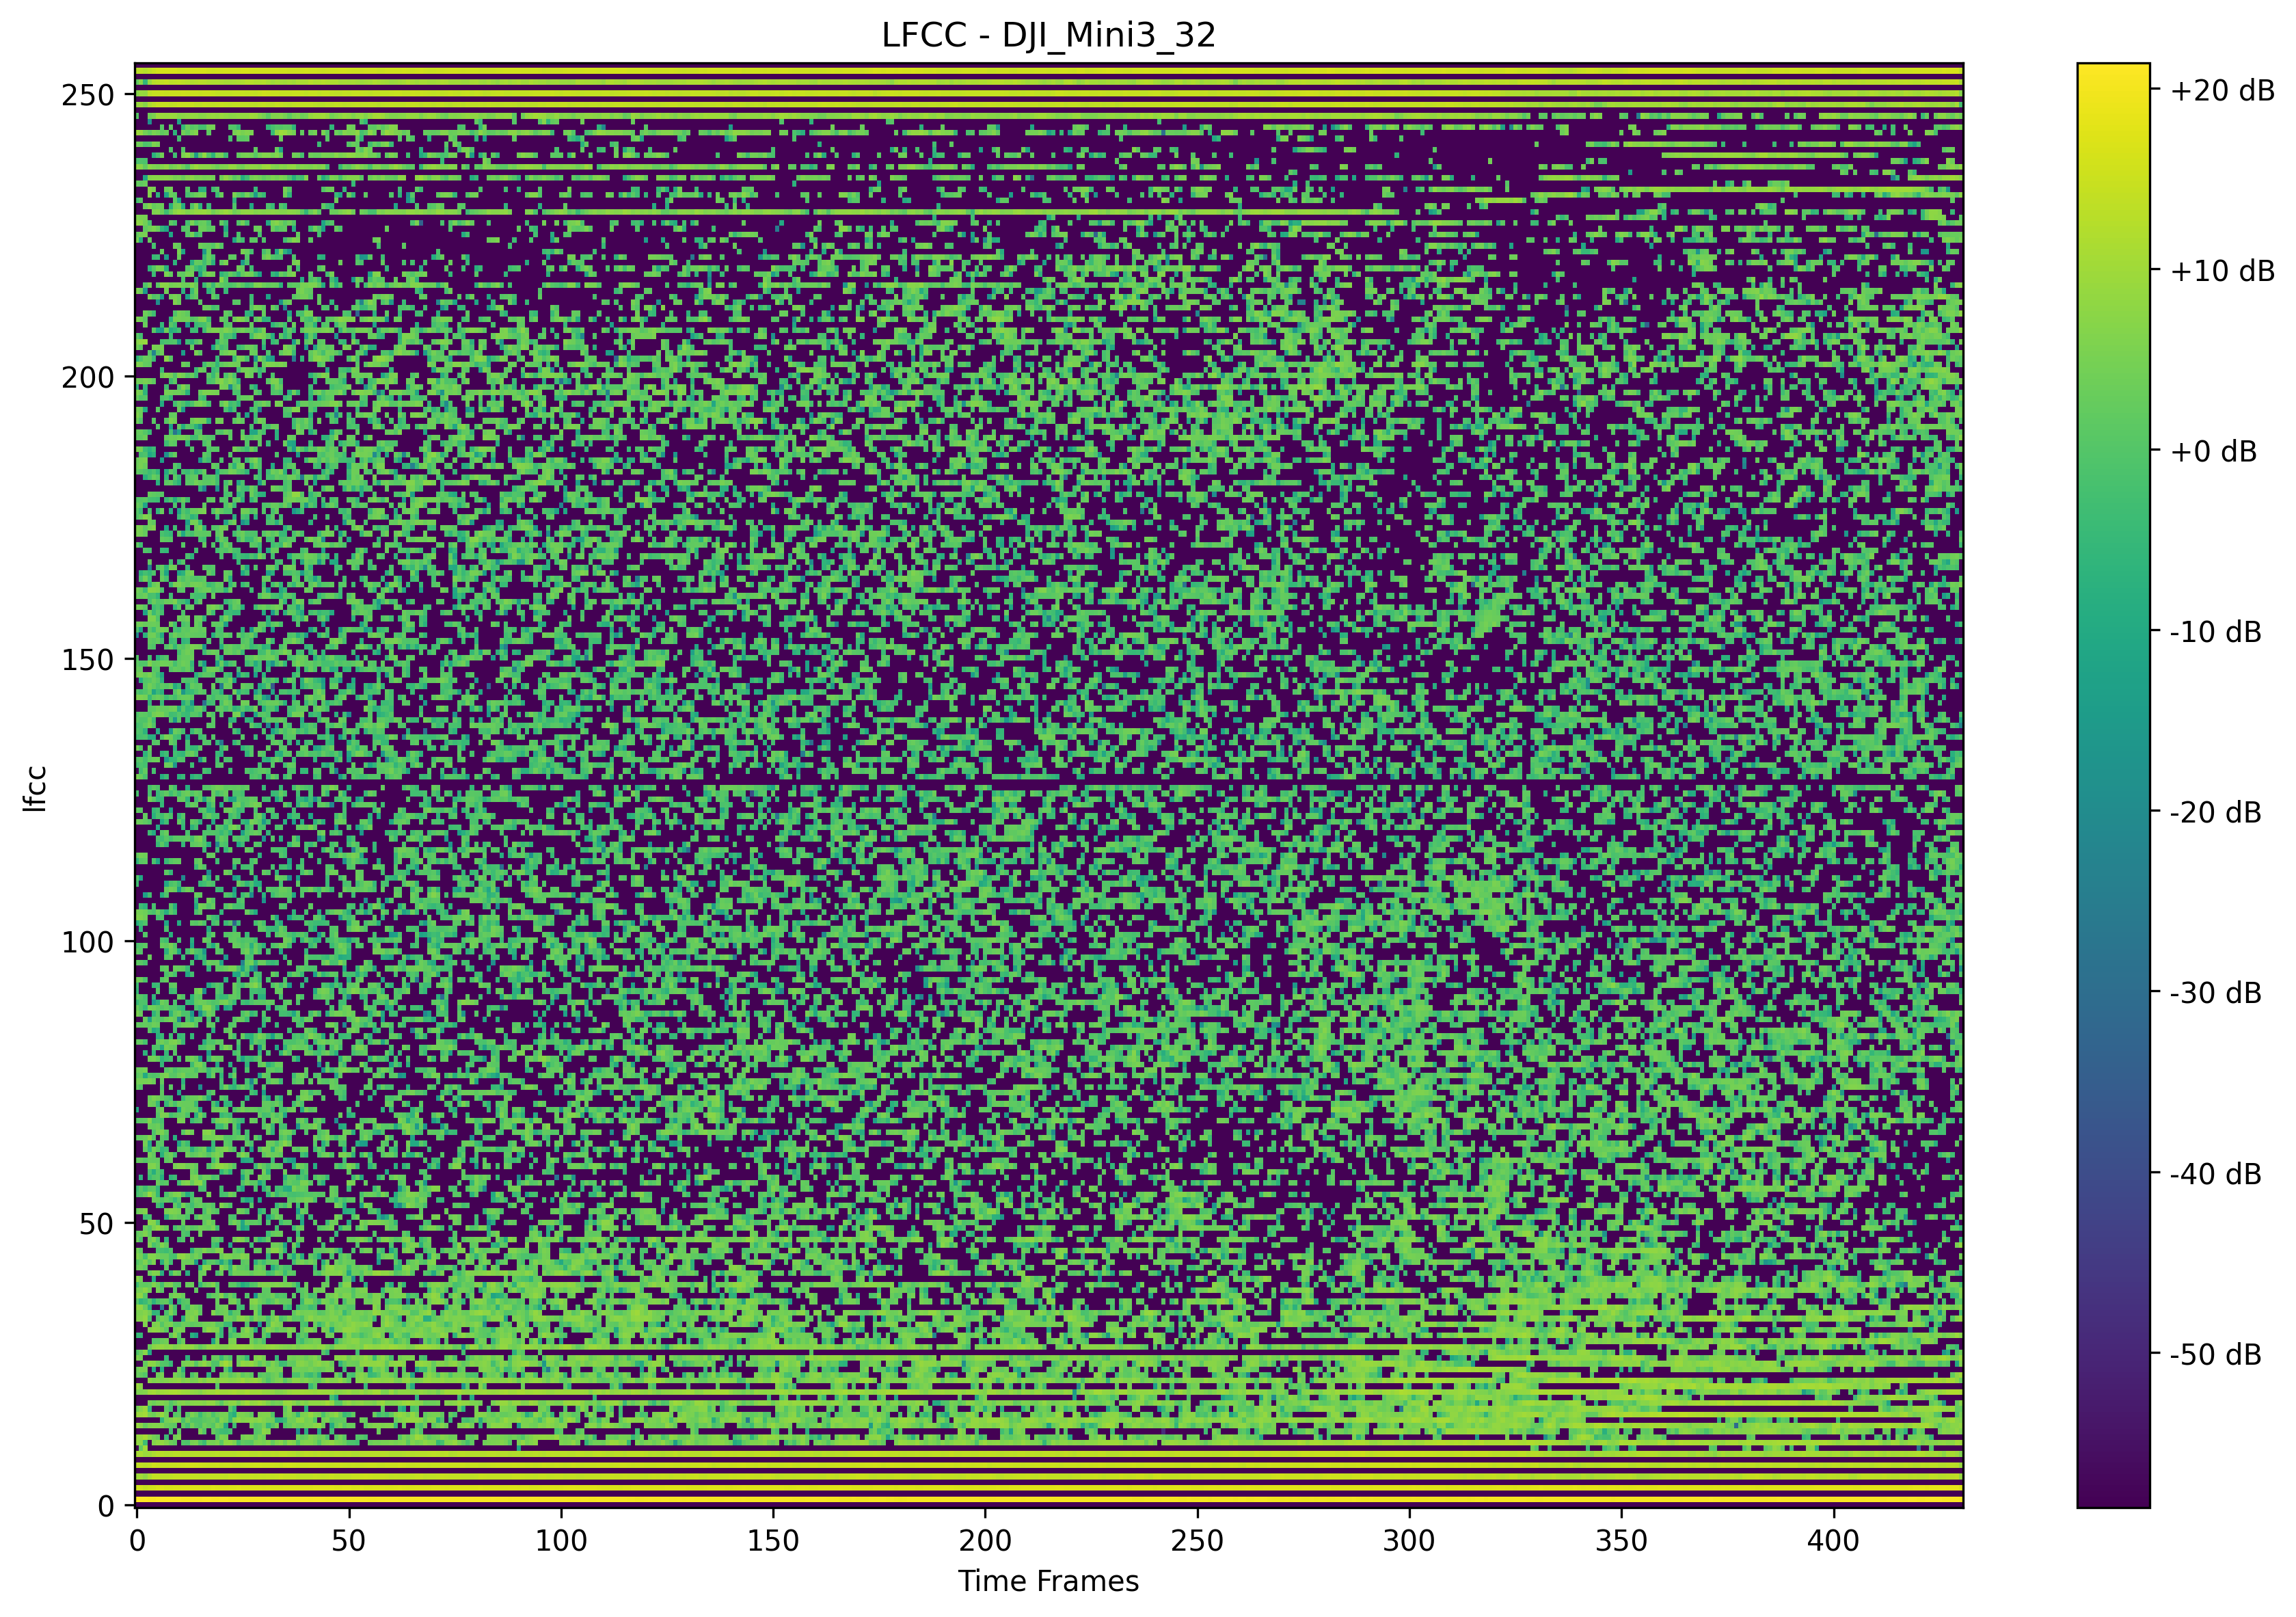 LFCC - DJI_Mini3_32
250
200
150
100
50
0
lfcc
0 50 100 150 200 250 300 350 400
Time Frames
+20 dB
+10 dB
+0 dB
-10 dB
-20 dB
-30 dB
-40 dB
-50 dB